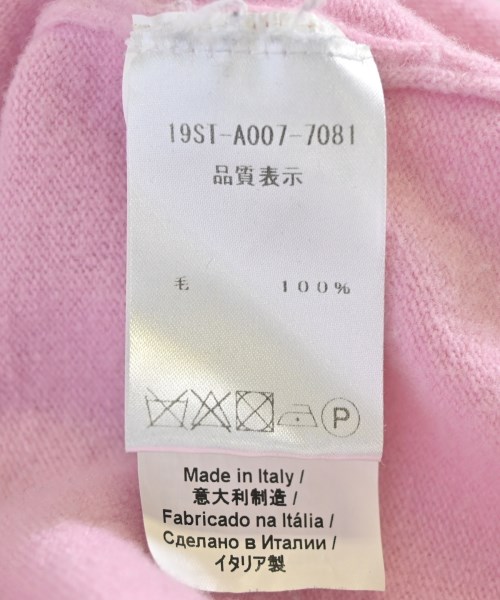 19ST-A007-7081
品質表示
毛 100%
P
Made in Italy /
意大利制造 /
Fabricado na Itália /
Сделано в Италии /
イタリア製